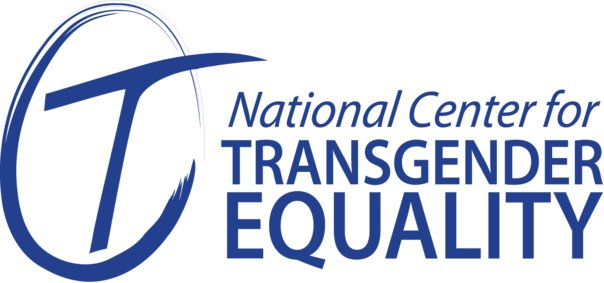 T
National Center for
TRANSGENDER
EQUALITY